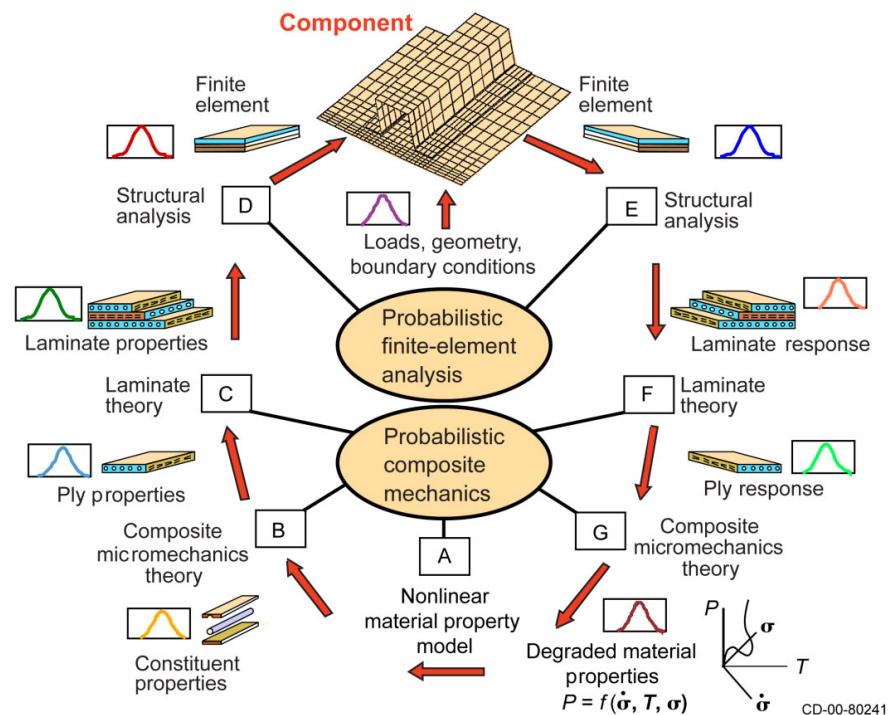 Component
Finite
element
Finite
element
Structural
analysis
D
Loads, geometry,
boundary conditions
E
Structural
analysis
Laminate properties
Probabilistic
finite-element
analysis
Laminate response
Laminate
theory
C
F
Laminate
theory
Probabilistic
composite
mechanics
Ply properties
Ply response
Composite
micromechanics
theory
B
A
G
Composite
micromechanics
theory
Nonlinear
material property
model
Constituent
properties
Degraded material
properties
P = f (σ̇, T, σ)
P
σ
T
σ̇
CD-00-80241